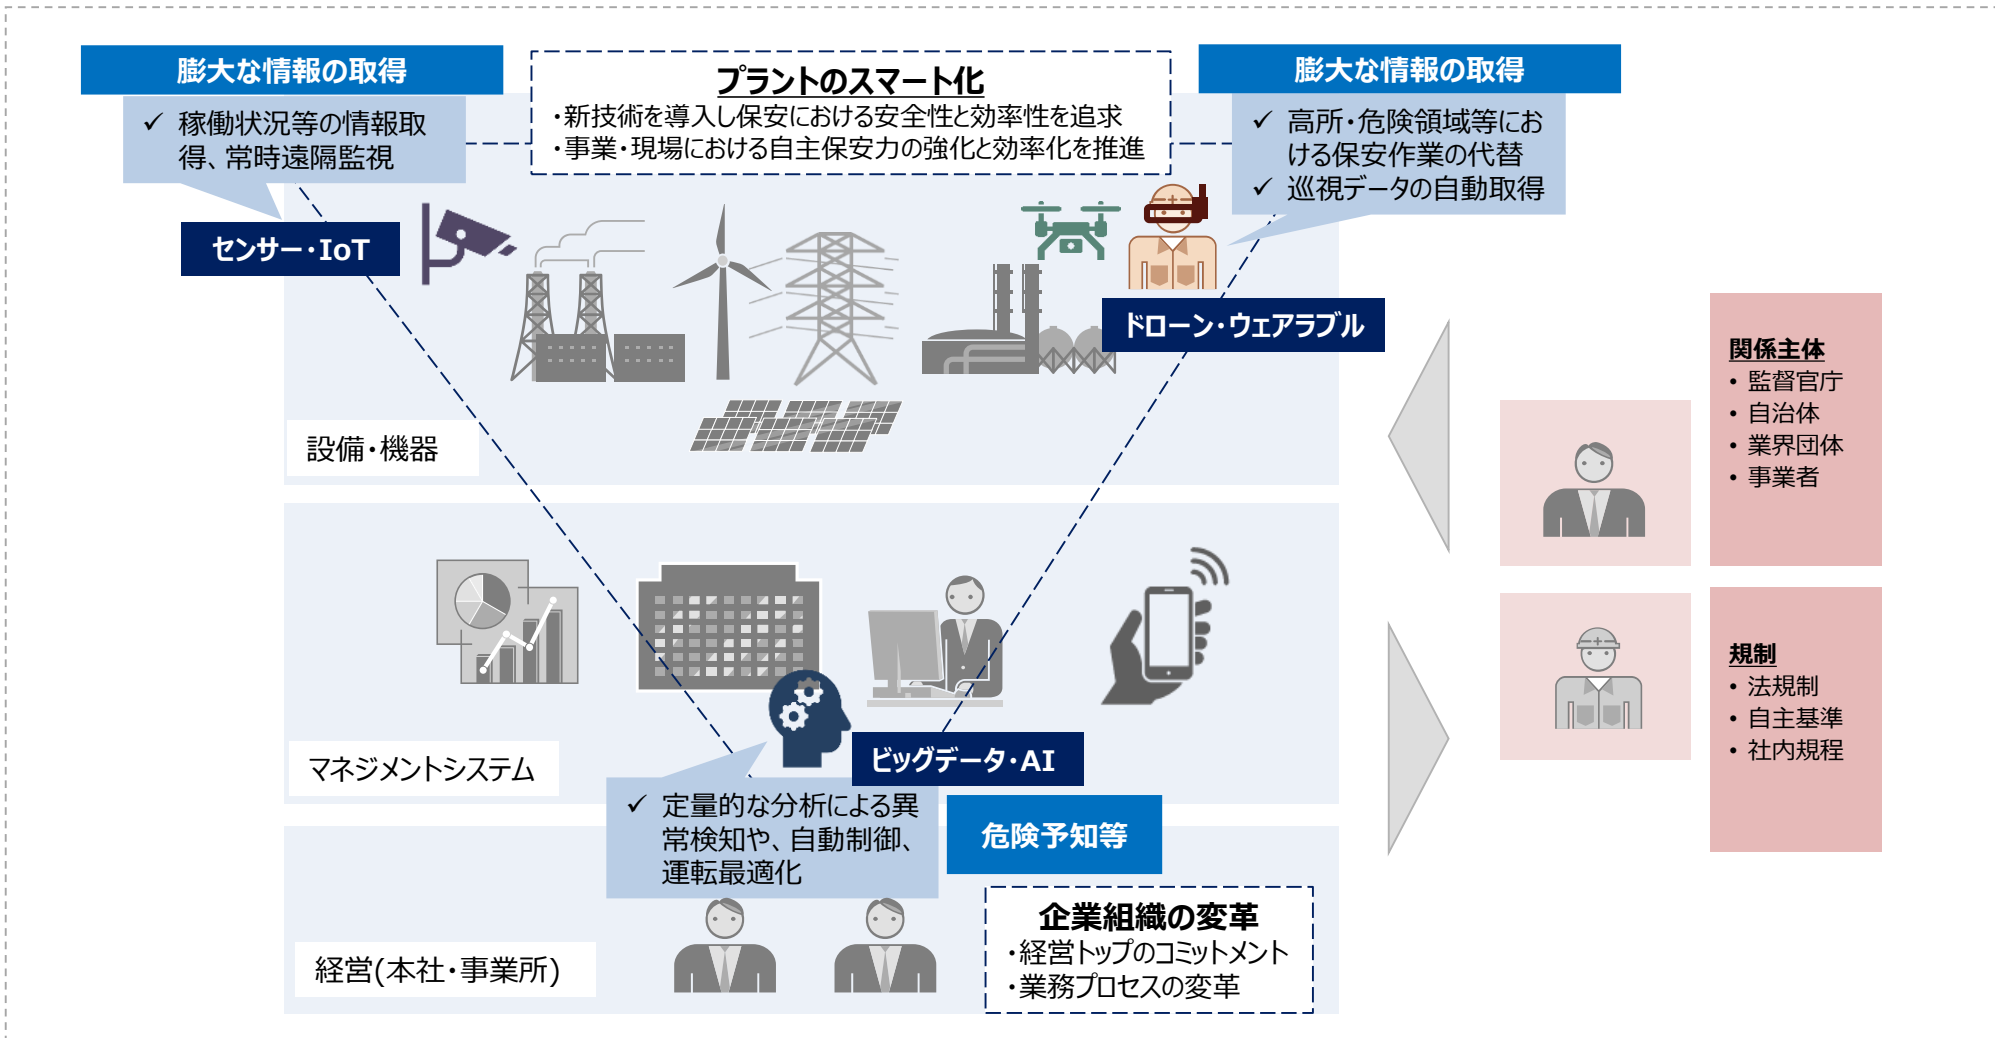 膨大な情報の取得
✓ 稼働状況等の情報取
得、常時遠隔監視
センサー・IoT
プラントのスマート化
・新技術を導入し保安における安全性と効率性を追求
・事業・現場における自主保安力の強化と効率化を推進
膨大な情報の取得
✓ 高所・危険領域等にお
ける保安作業の代替
✓ 巡視データの自動取得
ドローン・ウェアラブル
設備・機器
マネジメントシステム
ビッグデータ・AI
✓ 定量的な分析による異
常検知や、自動制御、
運転最適化
危険予知等
経営(本社・事業所)
企業組織の変革
・経営トップのコミットメント
・業務プロセスの変革
関係主体
• 監督官庁
• 自治体
• 業界団体
• 事業者
規制
• 法規制
• 自主基準
• 社内規程